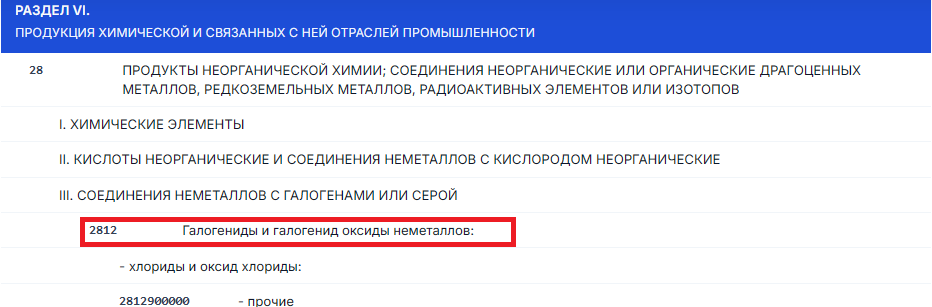 РАЗДЕЛ VI.
ПРОДУКЦИЯ ХИМИЧЕСКОЙ И СВЯЗАННЫХ С НЕЙ ОТРАСЛЕЙ ПРОМЫШЛЕННОСТИ
28 ПРОДУКТЫ НЕОРГАНИЧЕСКОЙ ХИМИИ; СОЕДИНЕНИЯ НЕОРГАНИЧЕСКИЕ ИЛИ ОРГАНИЧЕСКИЕ ДРАГОЦЕННЫХ
МЕТАЛЛОВ, РЕДКОЗЕМЕЛЬНЫХ МЕТАЛЛОВ, РАДИОАКТИВНЫХ ЭЛЕМЕНТОВ ИЛИ ИЗОТОПОВ
I. ХИМИЧЕСКИЕ ЭЛЕМЕНТЫ
II. КИСЛОТЫ НЕОРГАНИЧЕСКИЕ И СОЕДИНЕНИЯ НЕМЕТАЛЛОВ С КИСЛОРОДОМ НЕОРГАНИЧЕСКИЕ
III. СОЕДИНЕНИЯ НЕМЕТАЛЛОВ С ГАЛОГЕНАМИ ИЛИ СЕРОЙ
2812 Галогениды и галогенид оксиды неметаллов:
- хлориды и оксид хлориды:
2812900000 - прочие